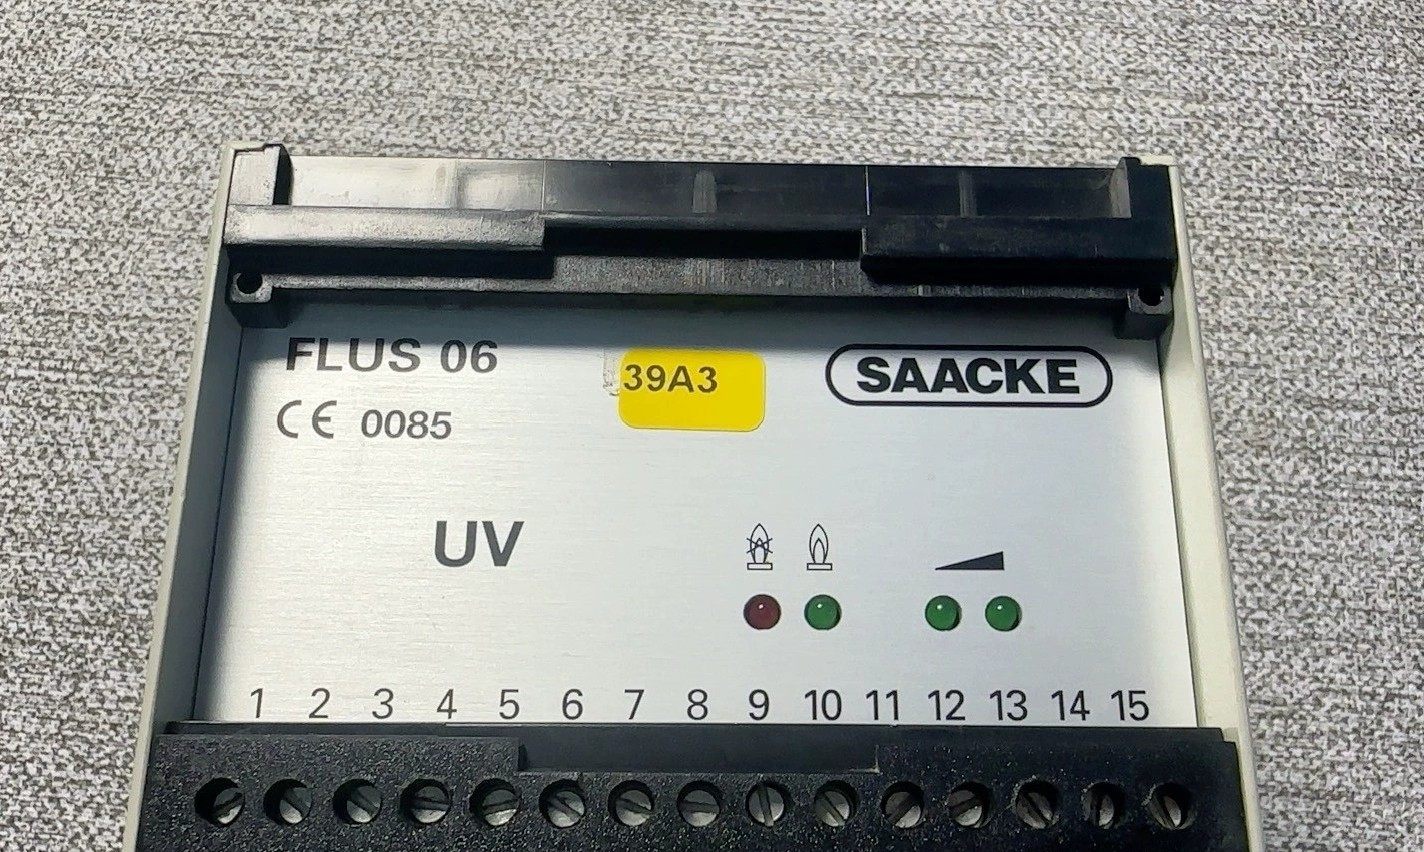 FLUS 06
39A3
SAACKE
CE 0085
UV
1 2 3 4 5 6 7 8 9 10 11 12 13 14 15